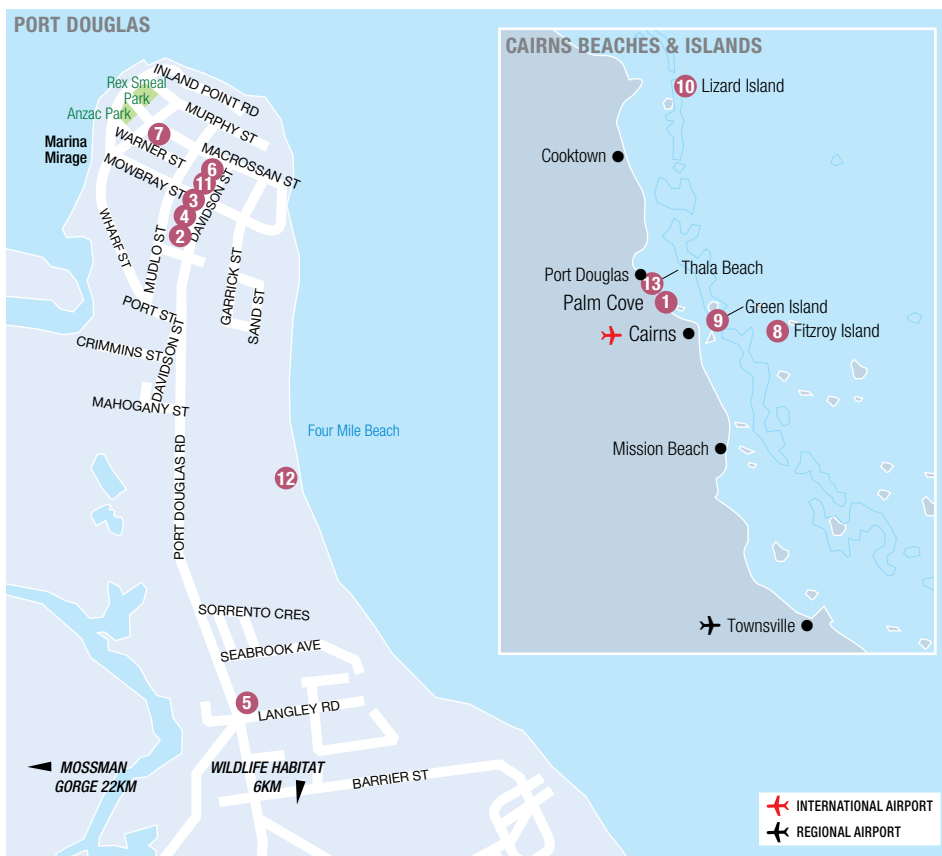 PORT DOUGLAS
INLAND POINT RD
Rex Smeal
Park
MURPHY ST
Anzac Park
7
Marina
Mirage
WARNER ST
MACROSSAN ST
MOWBRAY ST
6
11
3
4
2
DAVIDSON ST
WHARF ST
MUDLO ST
GARRICK ST
SAND ST
PORT ST
CRIMMINS ST
DAVIDSON ST
MAHOGANY ST
Four Mile Beach
12
PORT DOUGLAS RD
SORRENTO CRES
SEABROOK AVE
5
LANGLEY RD
MOSSMAN
GORGE 22KM
WILDLIFE HABITAT
6KM
BARRIER ST
CAIRNS BEACHES & ISLANDS
10 Lizard Island
Cooktown
Port Douglas
13
Thala Beach
Palm Cove 1
Green Island
9
8 Fitzroy Island
Cairns
Mission Beach
Townsville
INTERNATIONAL AIRPORT
REGIONAL AIRPORT